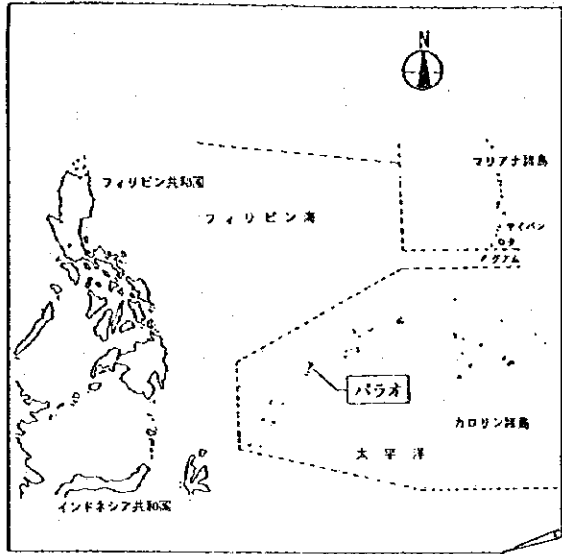 N
マリアナ諸島
フィリピン共和国
フィリピン海
サイパン
ロタ
グアム
パラオ
カロリン諸島
太平洋
インドネシア共和国